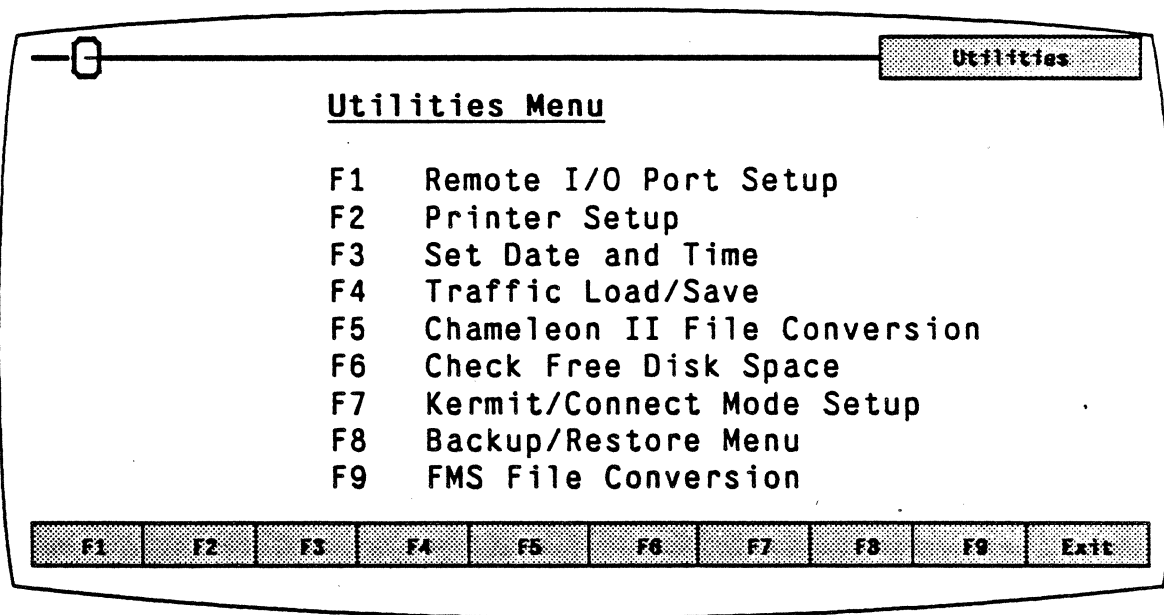 Utilities
Utilities Menu
F1 Remote I/O Port Setup
F2 Printer Setup
F3 Set Date and Time
F4 Traffic Load/Save
F5 Chameleon II File Conversion
F6 Check Free Disk Space
F7 Kermit/Connect Mode Setup
F8 Backup/Restore Menu
F9 FMS File Conversion
F1 F2 F3 F4 F5 F6 F7 F8 F9 Exit